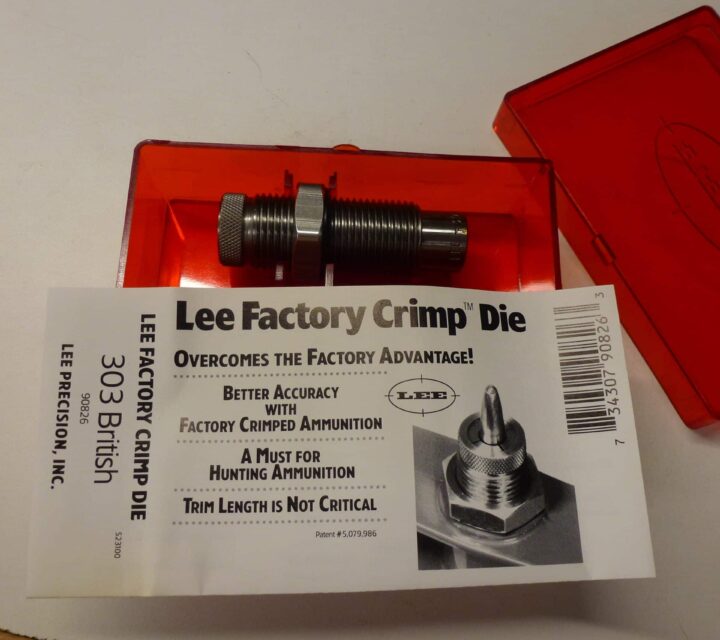 Lee Factory Crimp™ Die
OVERCOMES THE FACTORY ADVANTAGE!
BETTER ACCURACY
WITH
FACTORY CRIMPED AMMUNITION
A MUST FOR
HUNTING AMMUNITION
TRIM LENGTH IS NOT CRITICAL
Patent # 5,079,986
LEE
7 34307 90826 3
LEE FACTORY CRIMP DIE
303 British
90826
LEE PRECISION, INC.
523100